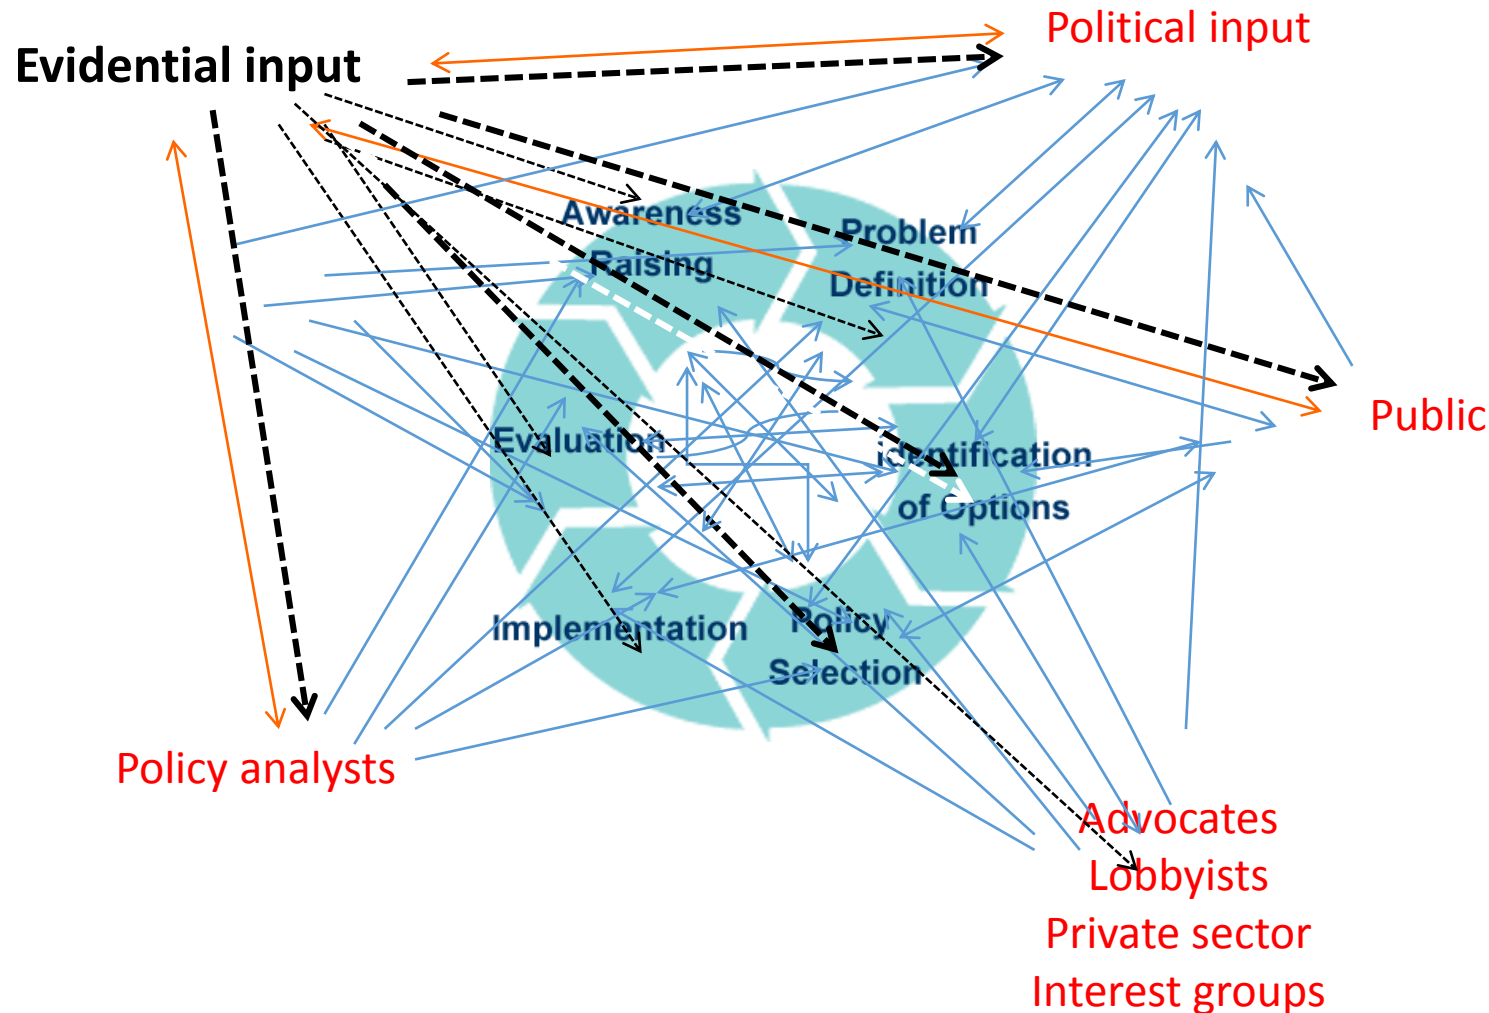 Political input
Evidential input
Awareness
Raising
Problem
Definition
Public
Evaluation
identification
of Options
Implementation
Policy
Selection
Policy analysts
Advocates
Lobbyists
Private sector
Interest groups